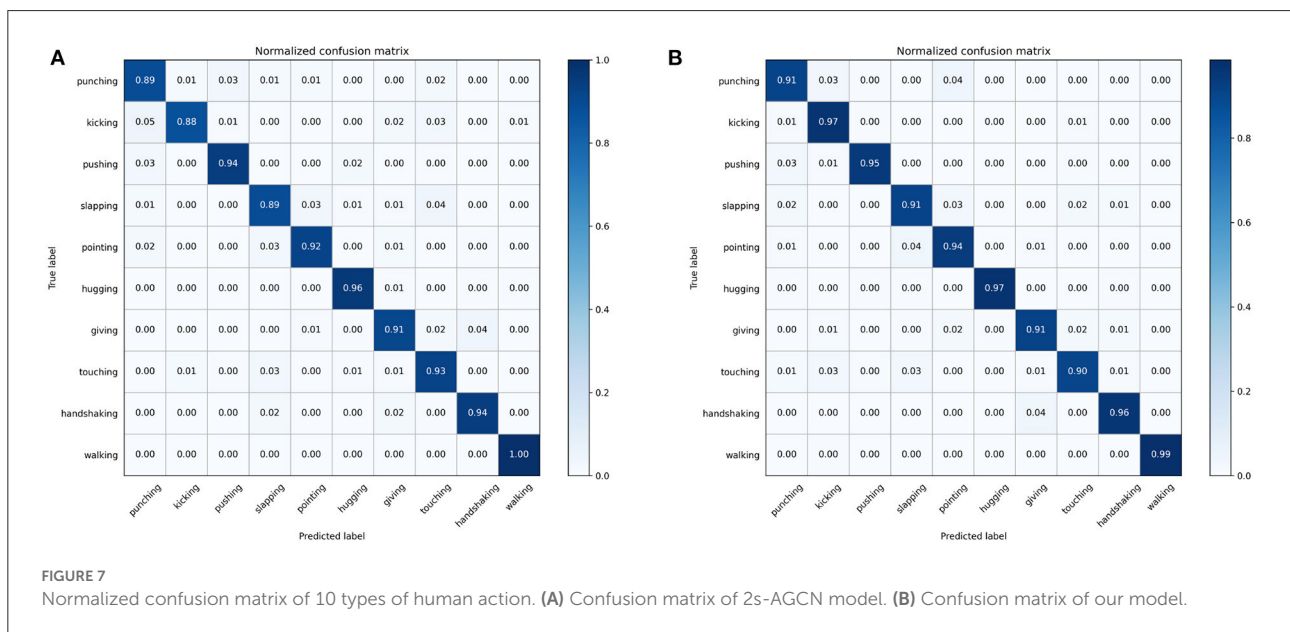 A
Normalized confusion matrix
punching 0.89 0.01 0.03 0.01 0.01 0.00 0.00 0.02 0.00 0.00
kicking 0.05 0.88 0.01 0.00 0.00 0.00 0.02 0.03 0.00 0.01
pushing 0.03 0.00 0.94 0.00 0.00 0.02 0.00 0.00 0.00 0.00
slapping 0.01 0.00 0.00 0.89 0.03 0.01 0.01 0.04 0.00 0.00
pointing 0.02 0.00 0.00 0.03 0.92 0.00 0.01 0.00 0.00 0.00
hugging 0.00 0.00 0.00 0.00 0.00 0.96 0.01 0.00 0.00 0.00
giving 0.00 0.00 0.00 0.00 0.01 0.00 0.91 0.02 0.04 0.00
touching 0.00 0.01 0.00 0.03 0.00 0.01 0.01 0.93 0.00 0.00
handshaking 0.00 0.00 0.00 0.02 0.00 0.00 0.02 0.00 0.94 0.00
walking 0.00 0.00 0.00 0.00 0.00 0.00 0.00 0.00 0.00 1.00
True label
punching kicking pushing slapping pointing hugging giving touching handshaking walking
Predicted label
1.0
0.8
0.6
0.4
0.2
0.0
B
Normalized confusion matrix
punching 0.91 0.03 0.00 0.00 0.04 0.00 0.00 0.00 0.00 0.00
kicking 0.01 0.97 0.00 0.00 0.00 0.00 0.00 0.01 0.00 0.00
pushing 0.03 0.01 0.95 0.00 0.00 0.00 0.00 0.00 0.00 0.00
slapping 0.02 0.00 0.00 0.91 0.03 0.00 0.00 0.02 0.01 0.00
pointing 0.01 0.00 0.00 0.04 0.94 0.00 0.01 0.00 0.00 0.00
hugging 0.00 0.00 0.00 0.00 0.00 0.97 0.00 0.00 0.00 0.00
giving 0.00 0.01 0.00 0.00 0.02 0.00 0.91 0.02 0.01 0.00
touching 0.01 0.03 0.00 0.03 0.00 0.00 0.01 0.90 0.01 0.00
handshaking 0.00 0.00 0.00 0.00 0.00 0.00 0.04 0.00 0.96 0.00
walking 0.00 0.00 0.00 0.00 0.00 0.00 0.00 0.00 0.00 0.99
True label
punching kicking pushing slapping pointing hugging giving touching handshaking walking
Predicted label
0.8
0.6
0.4
0.2
0.0
FIGURE 7
Normalized confusion matrix of 10 types of human action. (A) Confusion matrix of 2s-AGCN model. (B) Confusion matrix of our model.